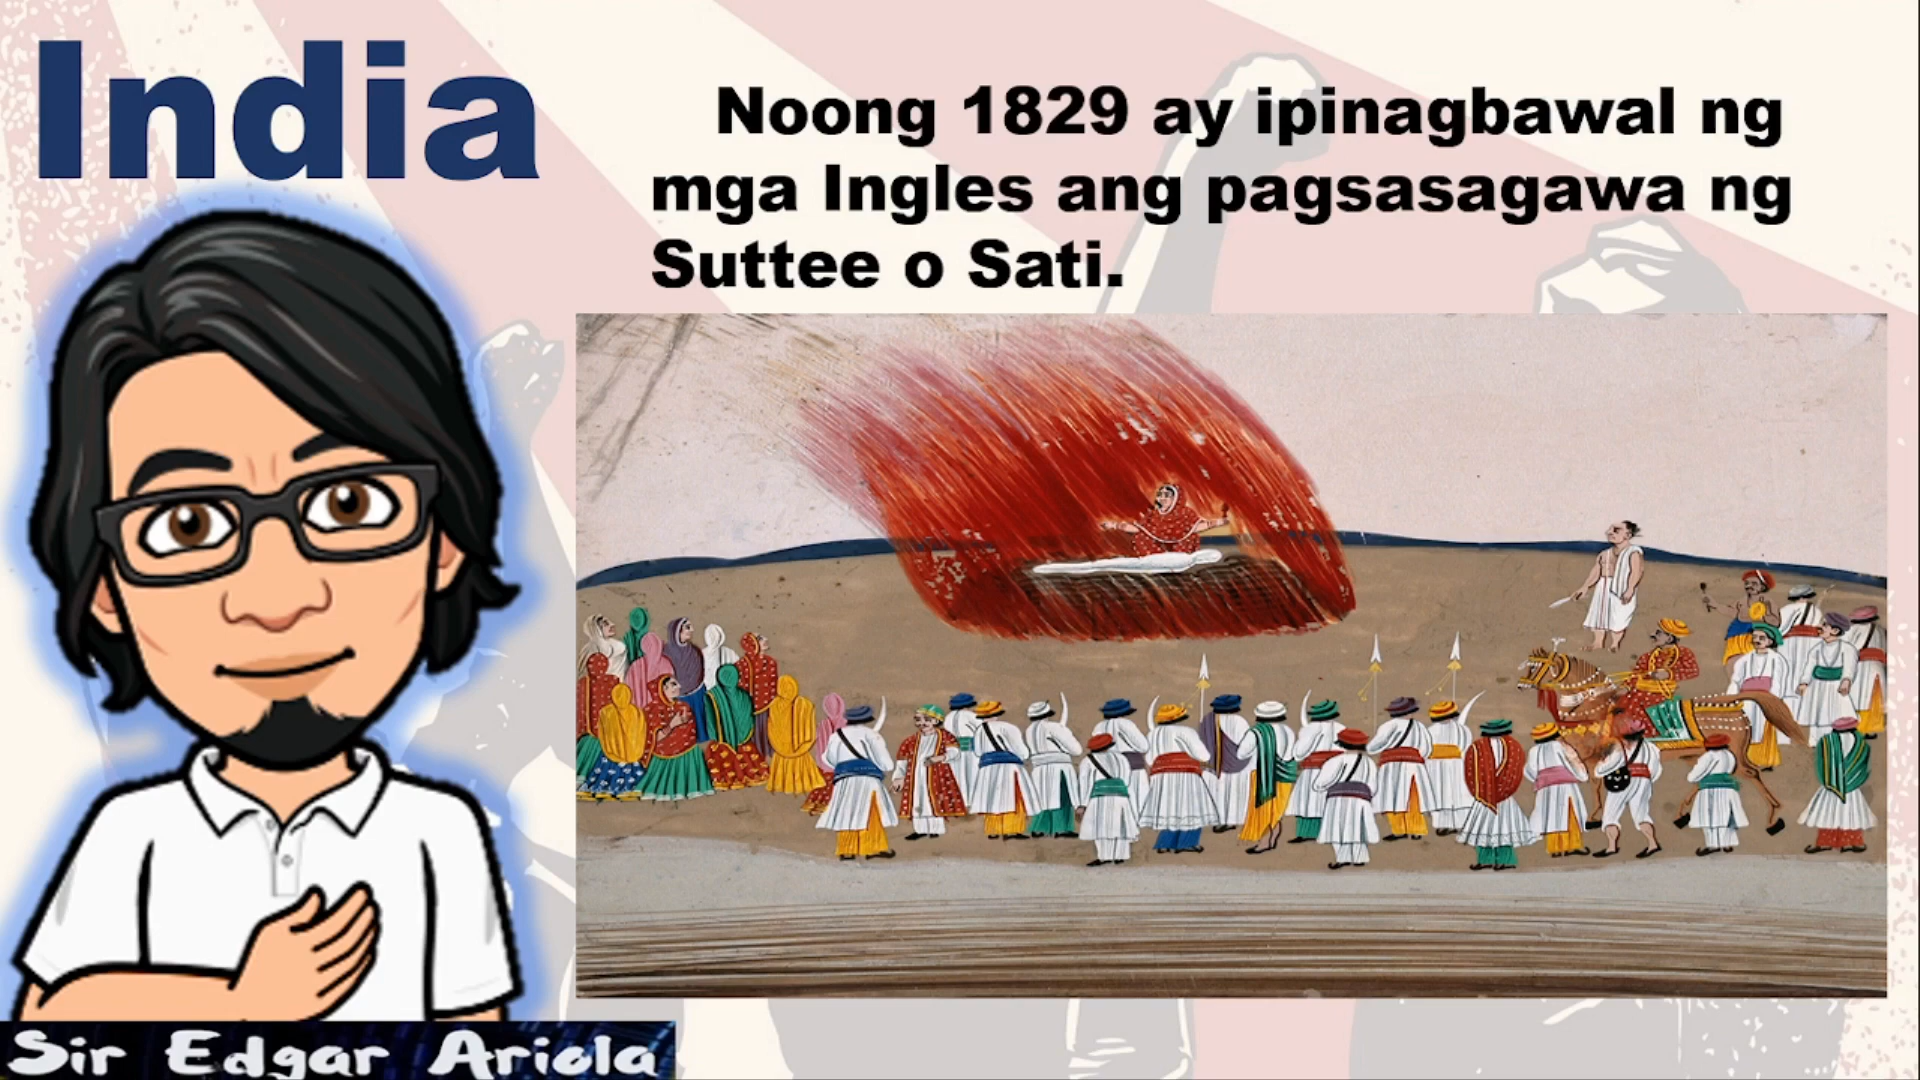 India
Noong 1829 ay ipinagbawal ng
mga Ingles ang pagsasagawa ng
Suttee o Sati.
Sir Edgar Ariola